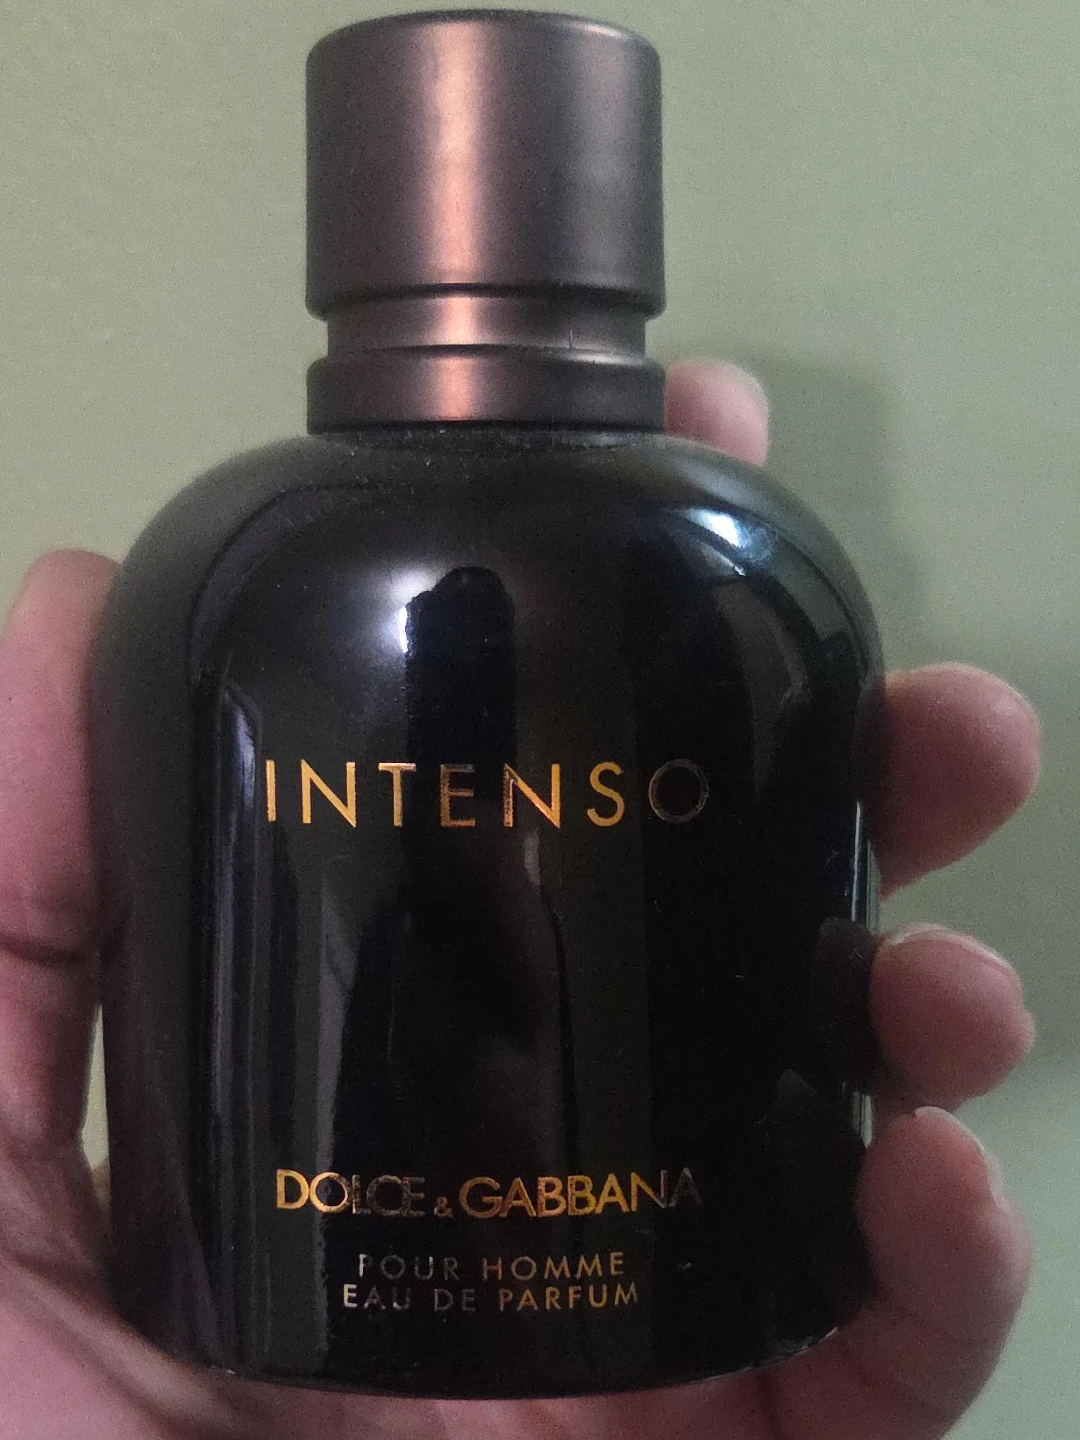 INTENSO
DOLCE & GABBANA
POUR HOMME
EAU DE PARFUM